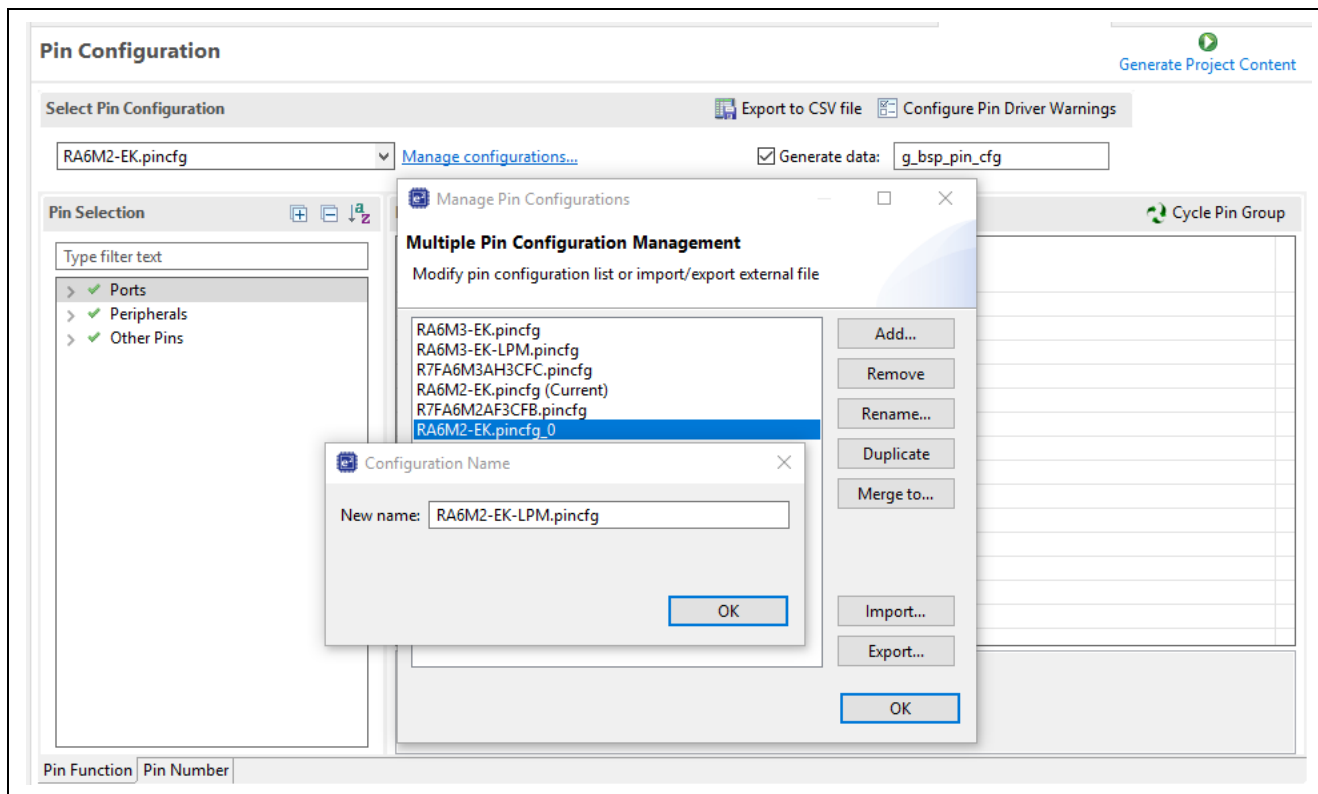 Pin Configuration
Generate Project Content
Select Pin Configuration
Export to CSV file
Configure Pin Driver Warnings
RA6M2-EK.pincfg
Manage configurations...
Generate data:
g_bsp_pin_cfg
Pin Selection
Cycle Pin Group
Type filter text
Ports
Peripherals
Other Pins
Manage Pin Configurations
Multiple Pin Configuration Management
Modify pin configuration list or import/export external file
RA6M3-EK.pincfg
RA6M3-EK-LPM.pincfg
R7FA6M3AH3CFC.pincfg
RA6M2-EK.pincfg (Current)
R7FA6M2AF3CFB.pincfg
RA6M2-EK.pincfg_0
Add...
Remove
Rename...
Duplicate
Merge to...
Import...
Export...
OK
Configuration Name
New name:
RA6M2-EK-LPM.pincfg
OK
Pin Function
Pin Number